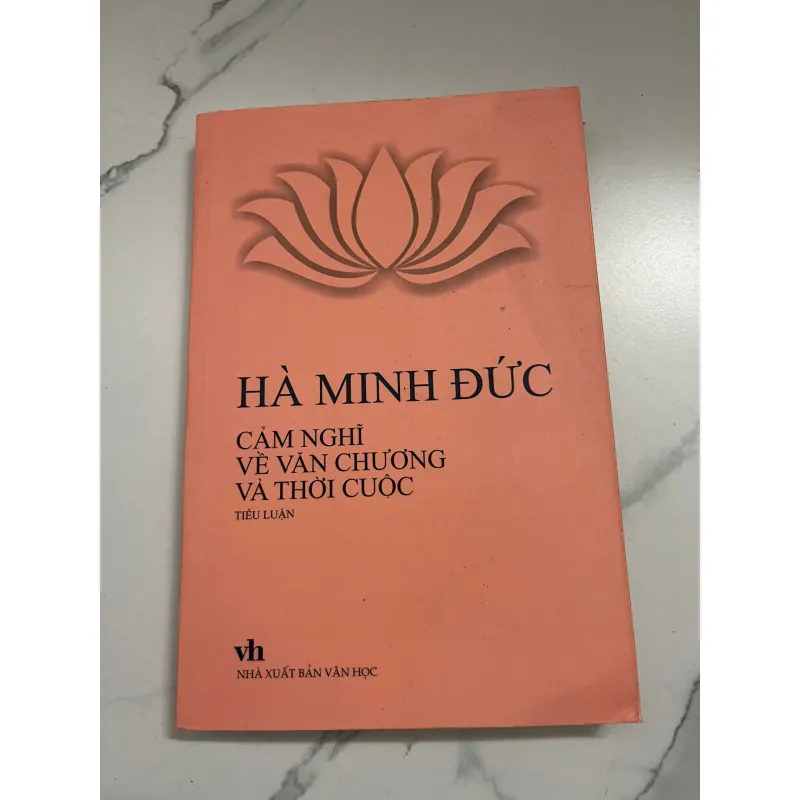 HÀ MINH ĐỨC
CẢM NGHĨ
VỀ VĂN CHƯƠNG
VÀ THỜI CUỘC
TIỂU LUẬN
vh
NHÀ XUẤT BẢN VĂN HỌC